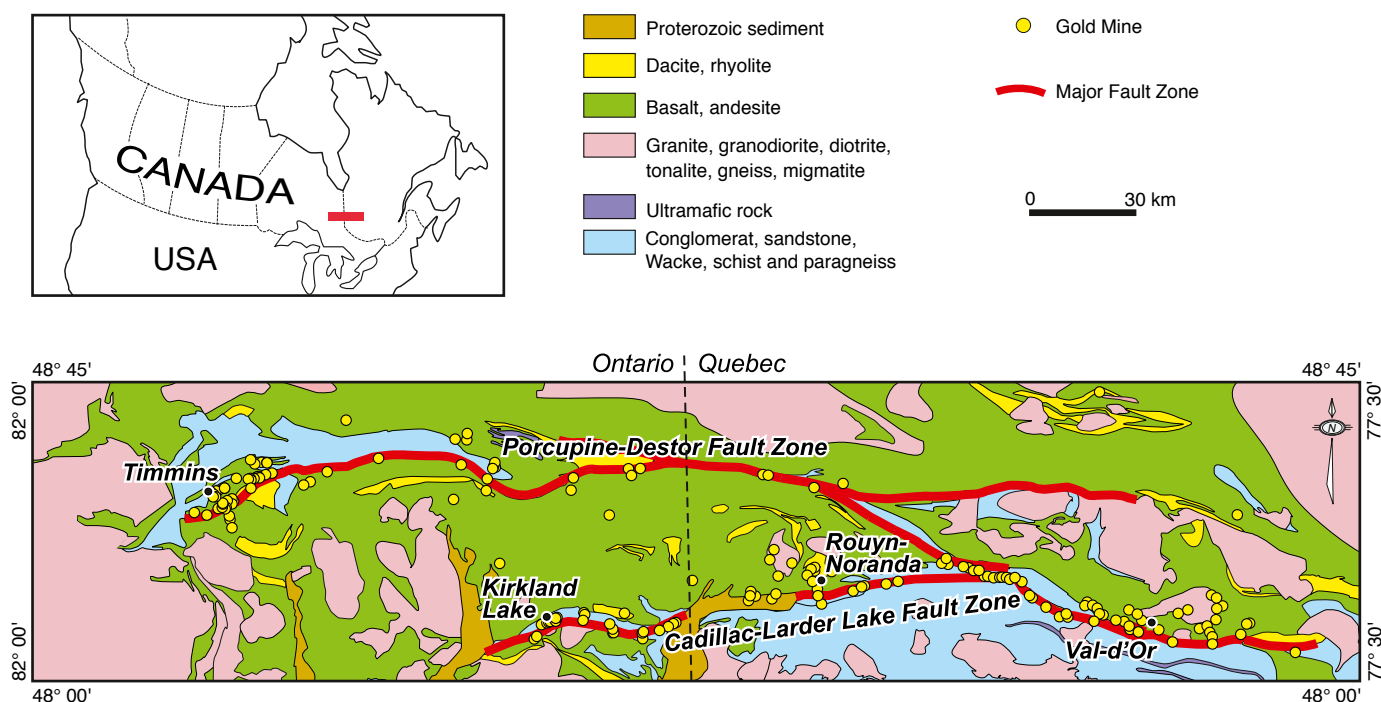 CANADA
USA
Proterozoic sediment
Dacite, rhyolite
Basalt, andesite
Granite, granodiorite, diotrite,
tonalite, gneiss, migmatite
Ultramafic rock
Conglomerat, sandstone,
Wacke, schist and paragneiss
Gold Mine
Major Fault Zone
0 30 km
Ontario Quebec
48° 45' 48° 45'
82° 00' 77° 30'
N
Porcupine-Destor Fault Zone
Timmins
Rouyn-
Noranda
Kirkland
Lake
Cadillac-Larder Lake Fault Zone
Val-d'Or
82° 00' 77° 30'
48° 00' 48° 00'